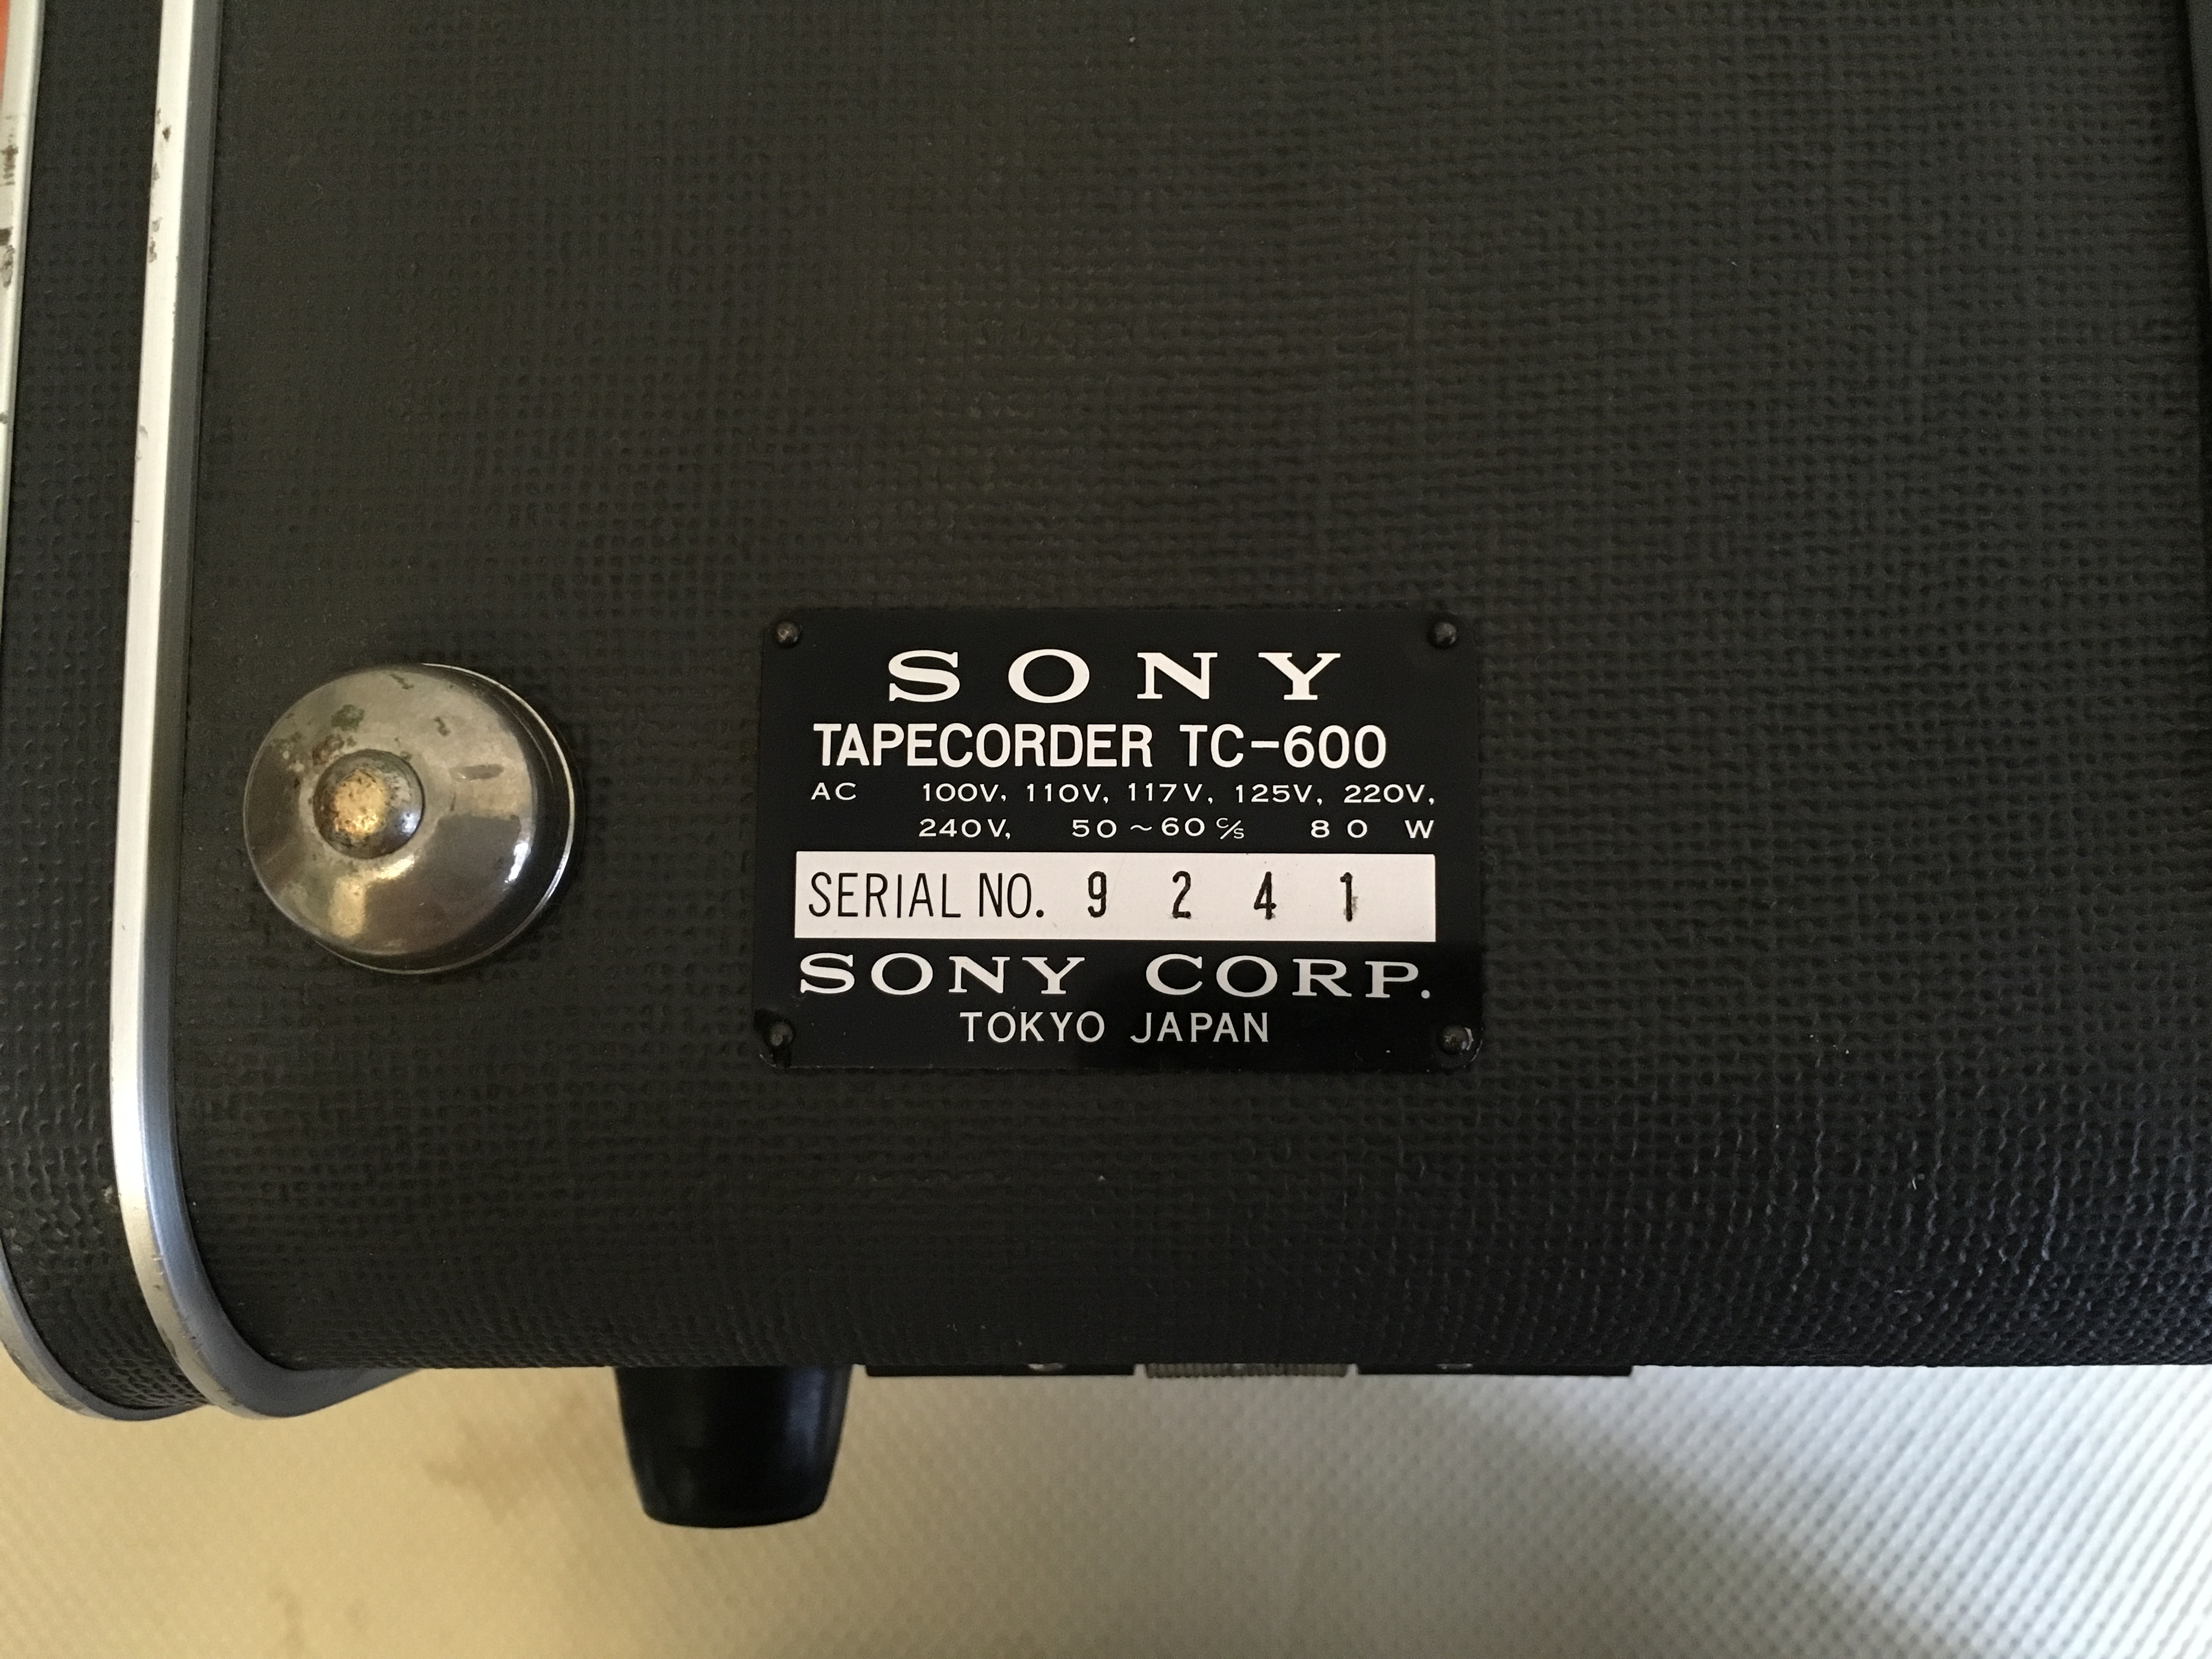 SONY
TAPECORDER TC-600
AC 100V, 110V, 117V, 125V, 220V,
240V, 50~60 c/s 80 W
SERIAL NO. 9 2 4 1
SONY CORP.
TOKYO JAPAN